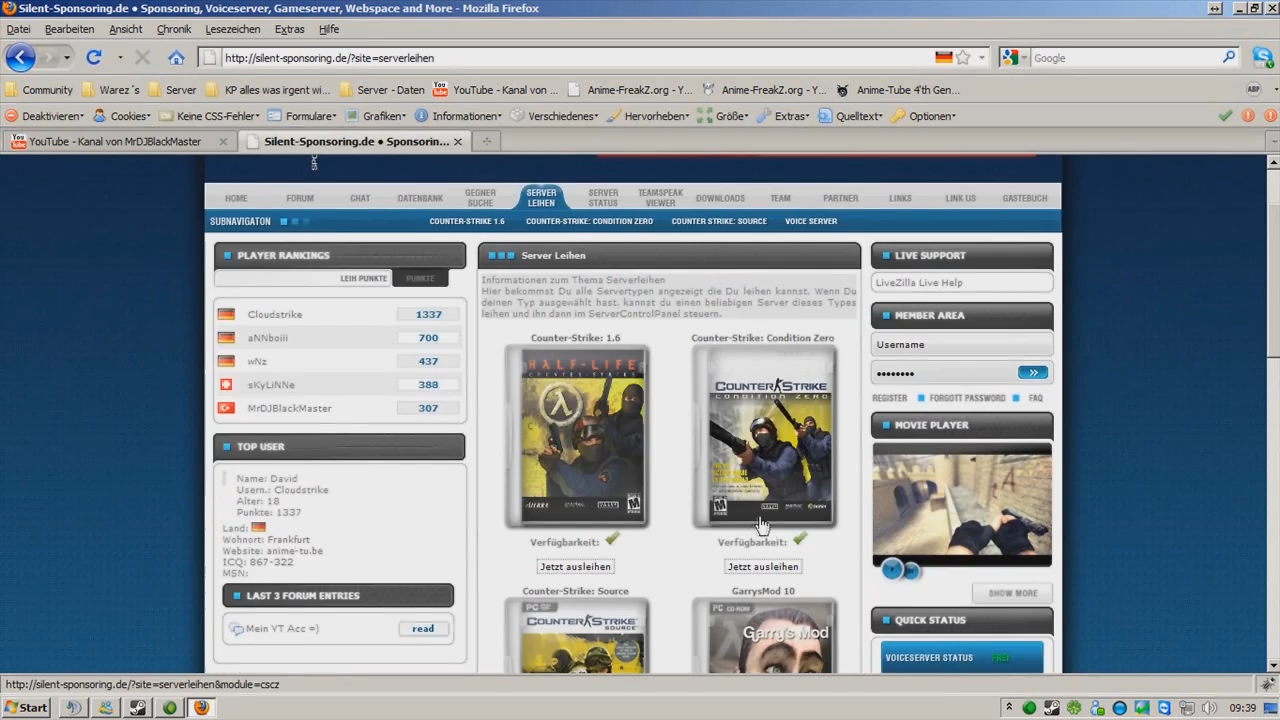 Silent-Sponsoring.de • Sponsoring, Voiceserver, Gameserver, Webspace and More - Mozilla Firefox
Datei Bearbeiten Ansicht Chronik Lesezeichen Extras Hilfe
http://silent-sponsoring.de/?site=serverleihen
Google
Community Warez´s Server KP alles was irgent wi... Server - Daten YouTube - Kanal von ... Anime-FreakZ.org - Y... Anime-FreakZ.org - Y... Anime-Tube 4'th Gen...
Deaktivieren Cookies Keine CSS-Fehler Formulare Grafiken Informationen Verschiedenes Hervorheben Größe Extras Quelltext Optionen
YouTube - Kanal von MrDJBlackMaster
Silent-Sponsoring.de • Sponsorin...
HOME FORUM CHAT DATENBANK GEGNER SUCHE SERVER LEIHEN SERVER STATUS TEAMSPEAK VIEWER DOWNLOADS TEAM PARTNER LINKS LINK US GÄSTEBUCH
SUBNAVIGATON COUNTER-STRIKE 1.6 COUNTER-STRIKE: CONDITION ZERO COUNTER STRIKE: SOURCE VOICE SERVER
PLAYER RANKINGS
LEIH PUNKTE PUNKTE
Cloudstrike 1337
aNNboiii 700
wNz 437
sKyLiNNe 388
MrDJBlackMaster 307
TOP USER
Name: David
Usern.: Cloudstrike
Alter: 18
Punkte: 1337
Land:
Wohnort: Frankfurt
Website: anime-tu.be
ICQ: 867-322
MSN:
LAST 3 FORUM ENTRIES
Mein YT Acc =) read
Server Leihen
Informationen zum Thema Serverleihen
Hier bekommst Du alle Servertypen angezeigt die Du leihen kannst. Wenn Du
deinen Typ ausgewählt hast, kannst du einen beliebigen Server dieses Types
leihen und ihn dann im ServerControlPanel steuern.
Counter-Strike: 1.6
HALF-LIFE
COUNTER-STRIKE
Verfügbarkeit:
Jetzt ausleihen
Counter-Strike: Condition Zero
COUNTER STRIKE
CONDITION ZERO
Verfügbarkeit:
Jetzt ausleihen
Counter-Strike: Source
COUNTER STRIKE
SOURCE
GarrysMod 10
PC CD-ROM
Garry's Mod
LIVE SUPPORT
LiveZilla Live Help
MEMBER AREA
Username
REGISTER FORGOTT PASSWORD FAQ
MOVIE PLAYER
SHOW MORE
QUICK STATUS
VOICESERVER STATUS FREI
http://silent-sponsoring.de/?site=serverleihen&module=cscz
Start
09:39